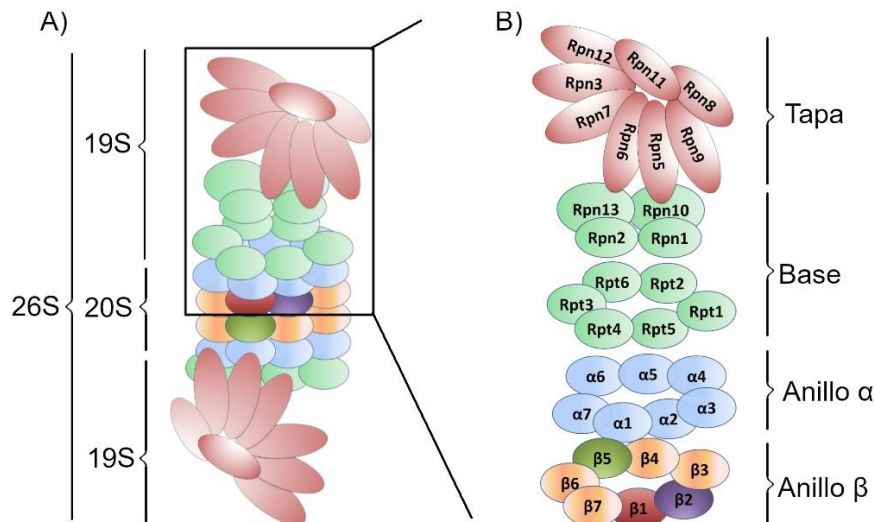 A)
19S
26S
20S
19S
B)
Rpn12
Rpn11
Rpn3
Rpn8
Rpn7
Rpn6
Rpn5
Rpn9
Tapa
Rpn13
Rpn10
Rpn2
Rpn1
Rpt6
Rpt2
Rpt3
Rpt1
Rpt4
Rpt5
Base
α6
α5
α4
α7
α1
α2
α3
Anillo α
β5
β4
β3
β6
β7
β1
β2
Anillo β